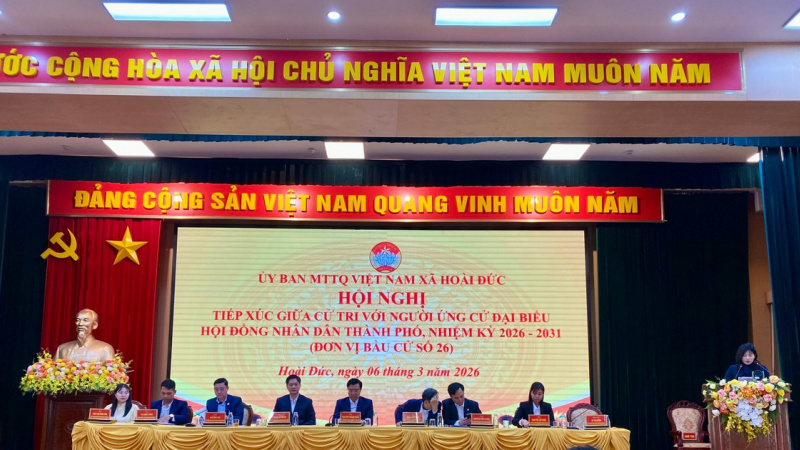 ƯỚC CỘNG HÒA XÃ HỘI CHỦ NGHĨA VIỆT NAM MUÔN NĂM
ĐẢNG CỘNG SẢN VIỆT NAM QUANG VINH MUÔN NĂM
ỦY BAN MTTQ VIỆT NAM XÃ HOÀI ĐỨC
HỘI NGHỊ
TIẾP XÚC GIỮA CỬ TRI VỚI NGƯỜI ỨNG CỬ ĐẠI BIỂU
HỘI ĐỒNG NHÂN DÂN THÀNH PHỐ, NHIỆM KỲ 2026 - 2031
(ĐƠN VỊ BẦU CỬ SỐ 26)
Hoài Đức, ngày 06 tháng 3 năm 2026